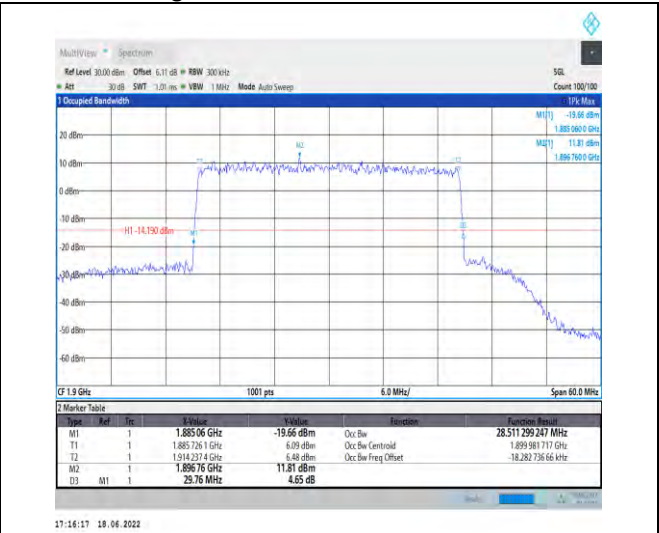 MultiView Spectrum
Ref Level 30.00 dBm Offset 6.11 dB RBW 300 kHz SGL
Att 30 dB SWT 1.01 ms VBW 1 MHz Mode Auto Sweep Count 100/100
1 Occupied Bandwidth 1Pk Max
M1[1] -19.66 dBm
1.885 060 0 GHz
M2[1] 11.81 dBm
1.896 760 0 GHz
20 dBm
M2
10 dBm
0 dBm
-10 dBm
H1 -14.190 dBm
M1
-20 dBm
-30 dBm
-40 dBm
-50 dBm
-60 dBm
CF 1.9 GHz 1001 pts 6.0 MHz/ Span 60.0 MHz
2 Marker Table
Type Ref Trc X-Value Y-Value Function Function Result
M1 1 1.885 06 GHz -19.66 dBm Occ Bw 28.511 299 247 MHz
T1 1 1.885 726 1 GHz 6.09 dBm Occ Bw Centroid 1.899 981 717 GHz
T2 1 1.914 237 4 GHz 6.48 dBm Occ Bw Freq Offset -18.282 736 66 kHz
M2 1 1.896 76 GHz 11.81 dBm
D3 M1 1 29.76 MHz 4.65 dB
17:16:17 18.06.2022